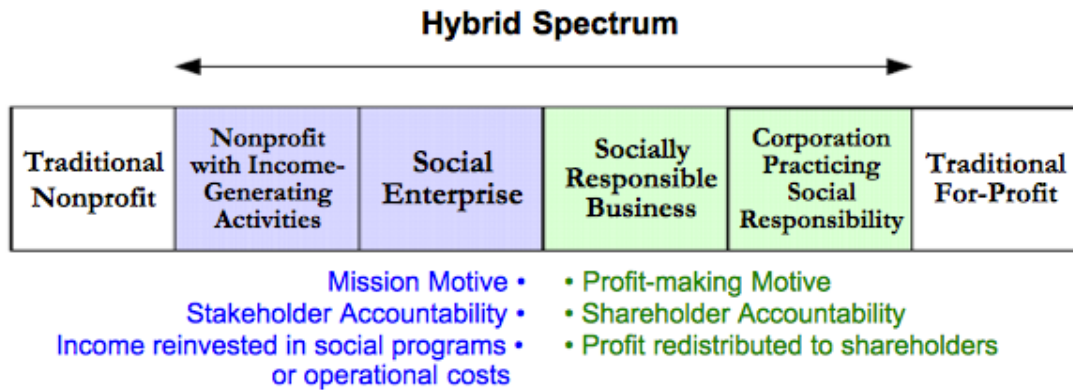 Hybrid Spectrum
Traditional
Nonprofit
Nonprofit
with Income-
Generating
Activities
Social
Enterprise
Socially
Responsible
Business
Corporation
Practicing
Social
Responsibility
Traditional
For-Profit
Mission Motive •
Stakeholder Accountability •
Income reinvested in social programs •
or operational costs
• Profit-making Motive
• Shareholder Accountability
• Profit redistributed to shareholders